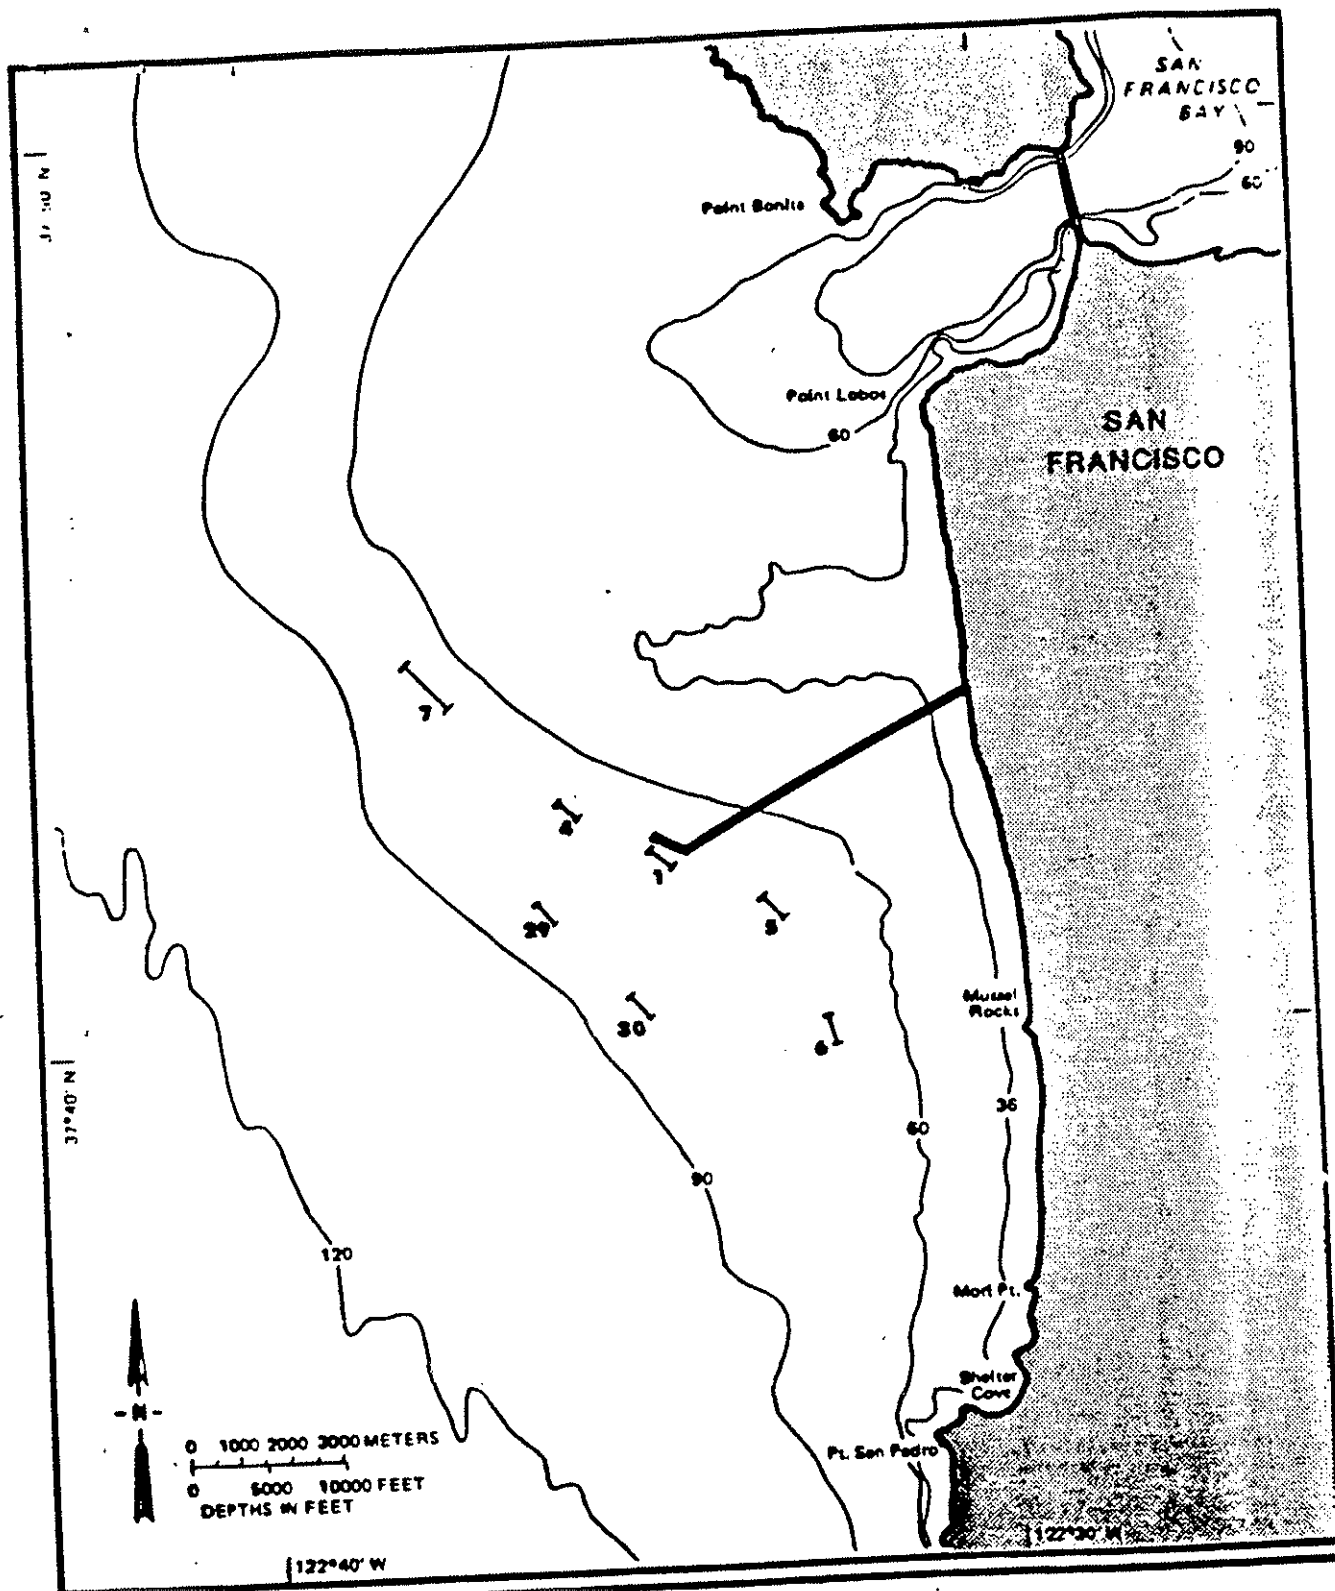 SAN
FRANCISCO
BAY
90
60
37°50' N
Point Bonita
Point Lobos
60
SAN
FRANCISCO
7
4
1
5
29
30
6
Mussel
Rocks
36
60
90
120
Mori Pt.
Shelter
Cove
Pt. San Pedro
37°40' N
- N -
0 1000 2000 3000 METERS
0 5000 10000 FEET
DEPTHS IN FEET
122°40' W
122°30' W